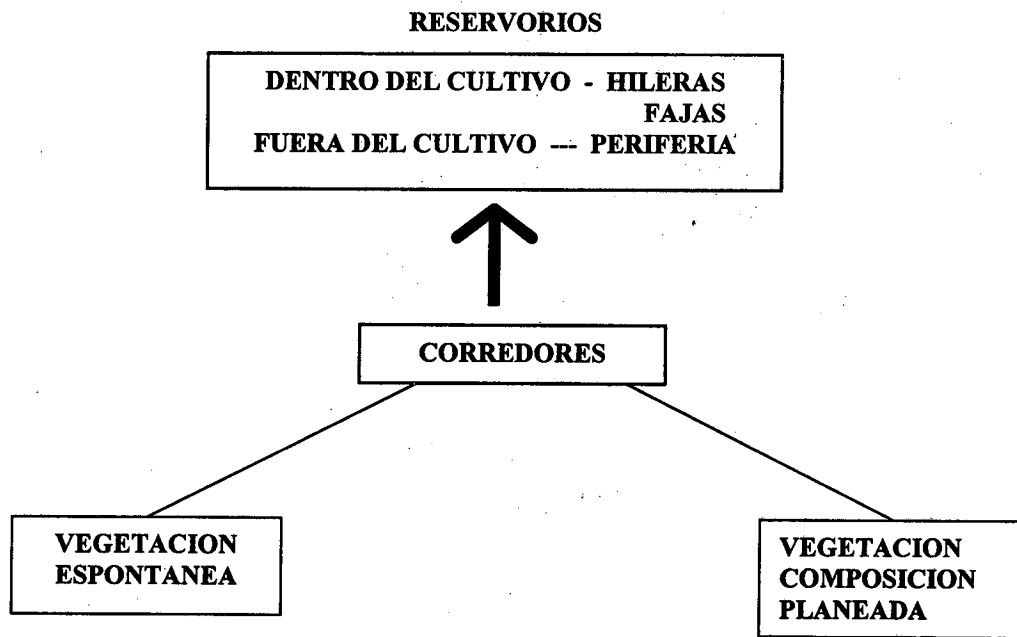 RESERVORIOS
DENTRO DEL CULTIVO - HILERAS
FAJAS
FUERA DEL CULTIVO --- PERIFERIA
CORREDORES
VEGETACION
ESPONTANEA
VEGETACION
COMPOSICION
PLANEADA